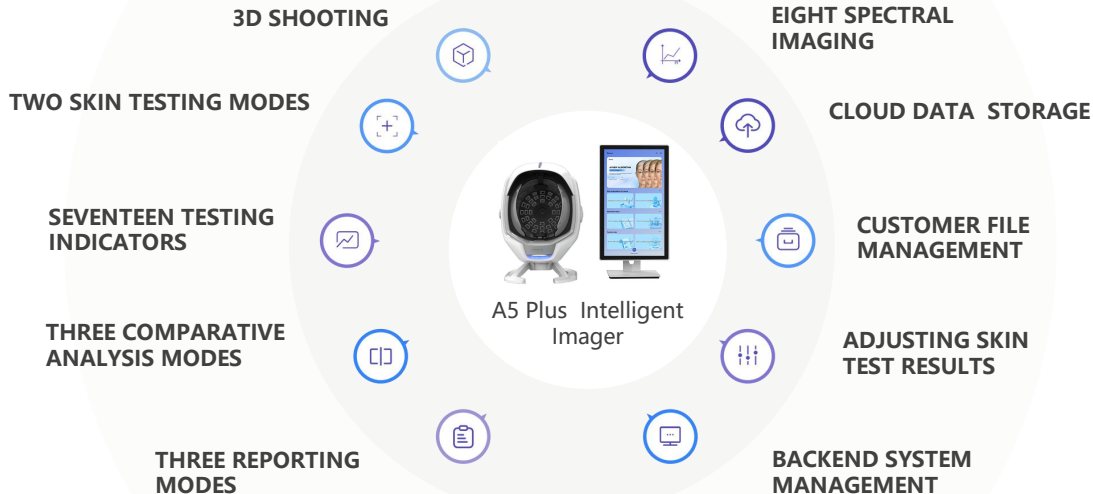 3D SHOOTING
TWO SKIN TESTING MODES
SEVENTEEN TESTING
INDICATORS
THREE COMPARATIVE
ANALYSIS MODES
THREE REPORTING
MODES
A5 Plus Intelligent
Imager
EIGHT SPECTRAL
IMAGING
CLOUD DATA STORAGE
CUSTOMER FILE
MANAGEMENT
ADJUSTING SKIN
TEST RESULTS
BACKEND SYSTEM
MANAGEMENT